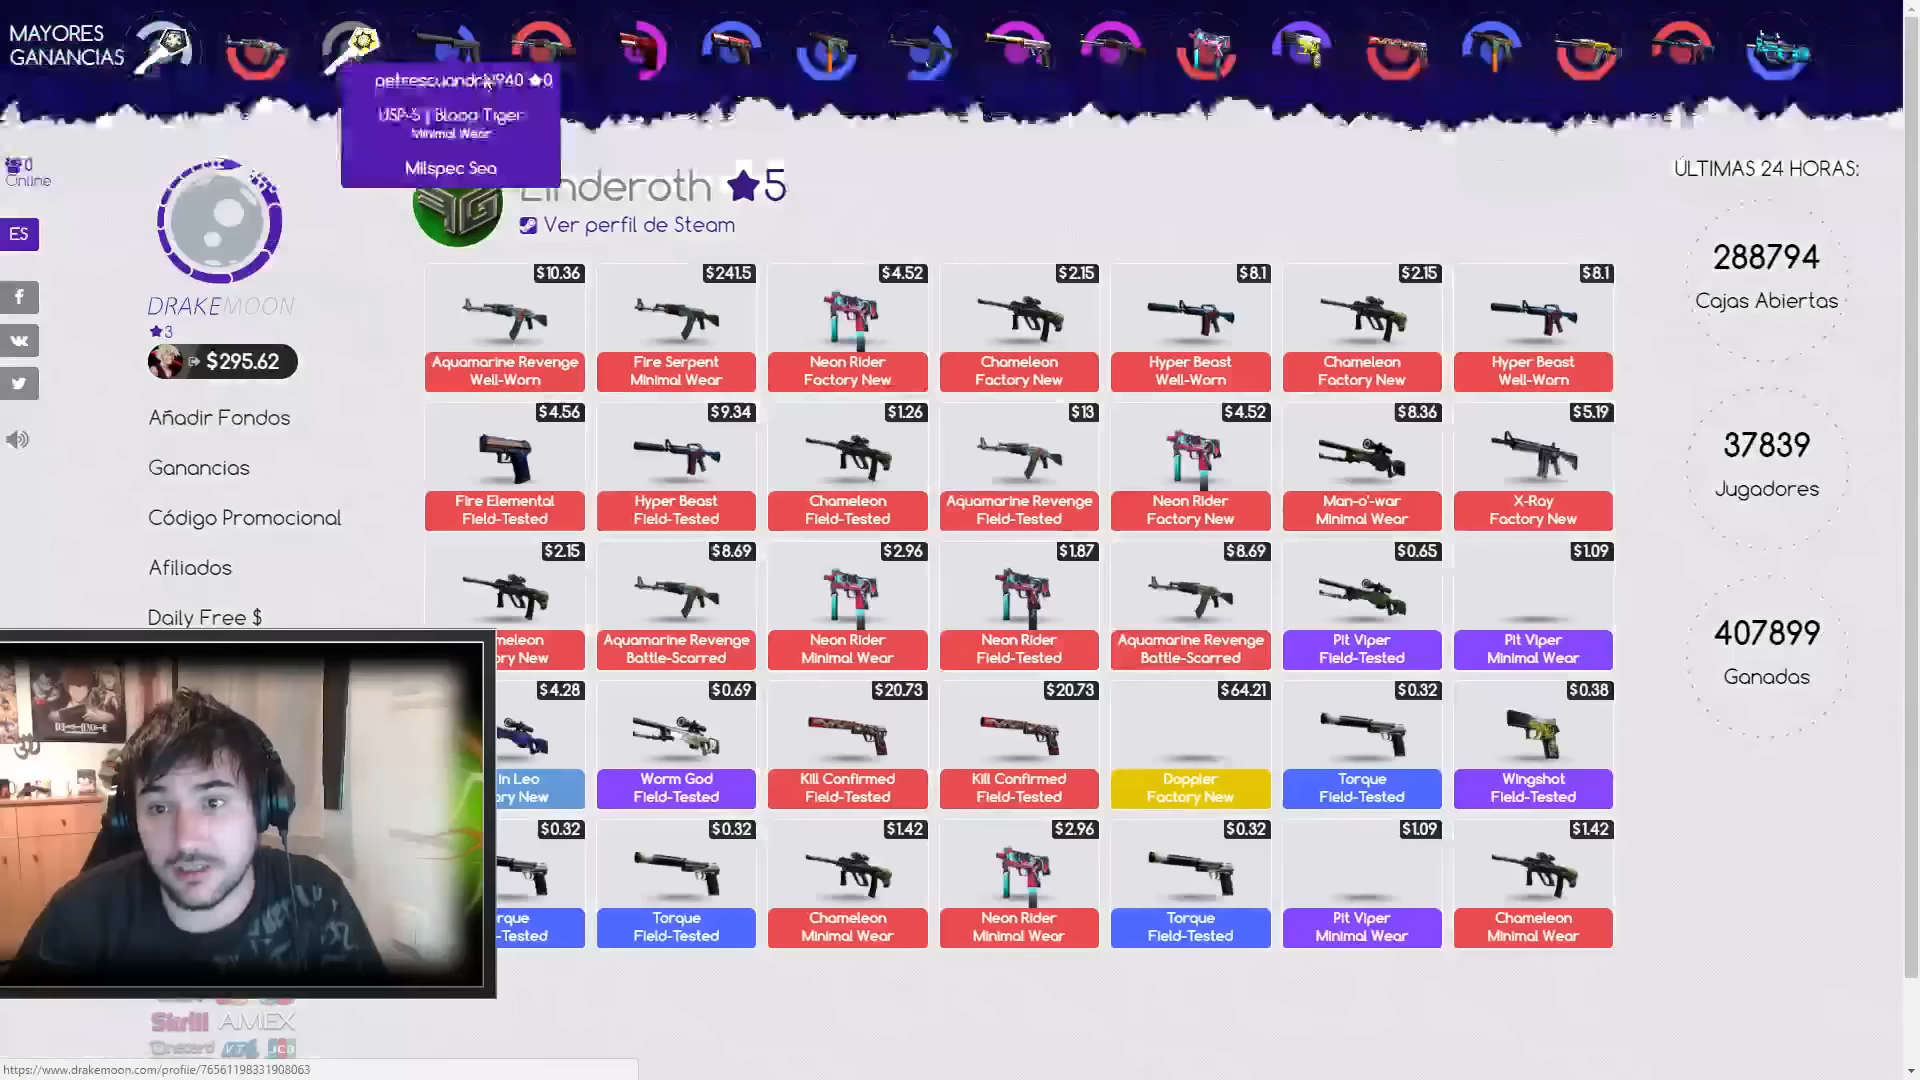 MAYORES
GANANCIAS
USP-S | Blood Tiger
Minimal Wear
Milspec Sea
Online
ES
DRAKEMOON
3
$295.62
Añadir Fondos
Ganancias
Código Promocional
Afiliados
Daily Free $
Linderoth 5
Ver perfil de Steam
$10.36 $241.5 $4.52 $2.15 $8.1 $2.15 $8.1
Aquamarine Revenge Fire Serpent Neon Rider Chameleon Hyper Beast Chameleon Hyper Beast
Well-Worn Minimal Wear Factory New Factory New Well-Worn Factory New Well-Worn
$4.56 $9.34 $1.26 $13 $4.52 $8.36 $5.19
Fire Elemental Hyper Beast Chameleon Aquamarine Revenge Neon Rider Man-o'-war X-Ray
Field-Tested Field-Tested Field-Tested Field-Tested Factory New Minimal Wear Factory New
$2.15 $8.69 $2.96 $1.87 $8.69 $0.65 $1.09
meleon Aquamarine Revenge Neon Rider Neon Rider Aquamarine Revenge Pit Viper Pit Viper
ory New Battle-Scarred Minimal Wear Field-Tested Battle-Scarred Field-Tested Minimal Wear
$4.28 $0.69 $20.73 $20.73 $64.21 $0.32 $0.38
in Leo Worm God Kill Confirmed Kill Confirmed Doppler Torque Wingshot
ory New Field-Tested Field-Tested Field-Tested Factory New Field-Tested Field-Tested
$0.32 $0.32 $1.42 $2.96 $0.32 $1.09 $1.42
rque Torque Chameleon Neon Rider Torque Pit Viper Chameleon
-Tested Field-Tested Minimal Wear Minimal Wear Field-Tested Minimal Wear Minimal Wear
ÚLTIMAS 24 HORAS:
288794
Cajas Abiertas
37839
Jugadores
407899
Ganadas
Skrill AMEX
JCB
https://www.drakemoon.com/profile/76561198331908063